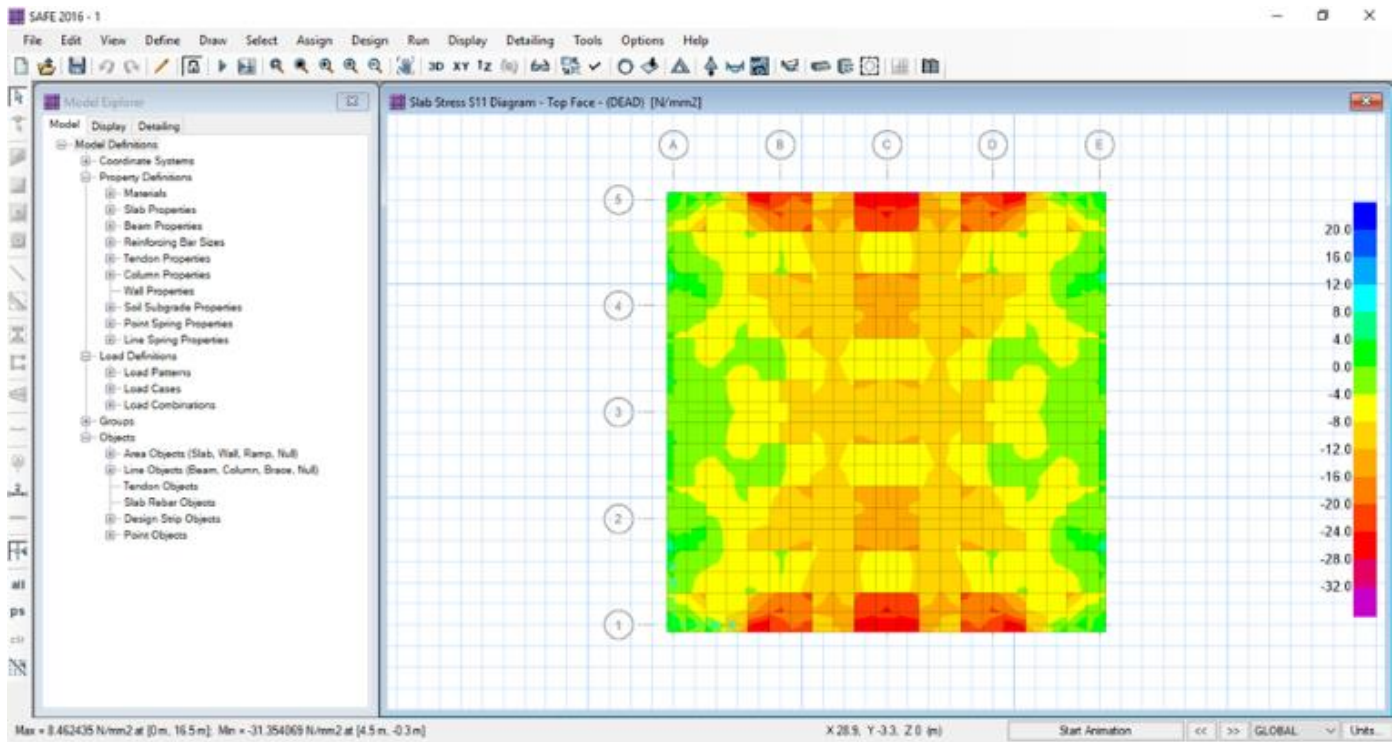 SAFE 2016 - 1
File Edit View Define Draw Select Assign Design Run Display Detailing Tools Options Help
3D XY
Model Explorer
Model Display Detailing
Model Definitions
Coordinate Systems
Property Definitions
Materials
Slab Properties
Beam Properties
Reinforcing Bar Sizes
Tendon Properties
Column Properties
Wall Properties
Soil Subgrade Properties
Point Spring Properties
Line Spring Properties
Load Definitions
Load Patterns
Load Cases
Load Combinations
Groups
Objects
Area Objects (Slab, Wall, Ramp, Null)
Line Objects (Beam, Column, Brace, Null)
Tendon Objects
Slab Rebar Objects
Design Strip Objects
Point Objects
all
ps
Slab Stress S11 Diagram - Top Face - (DEAD) [N/mm2]
A B C D E
5
4
3
2
1
20.0
16.0
12.0
8.0
4.0
0.0
-4.0
-8.0
-12.0
-16.0
-20.0
-24.0
-28.0
-32.0
Max = 8.462435 N/mm2 at [0 m, 16.5 m]; Min = -31.354069 N/mm2 at [4.5 m, -0.3 m]
X 28.9, Y -3.3, Z 0 (m)
Start Animation
<< >>
GLOBAL
Units...